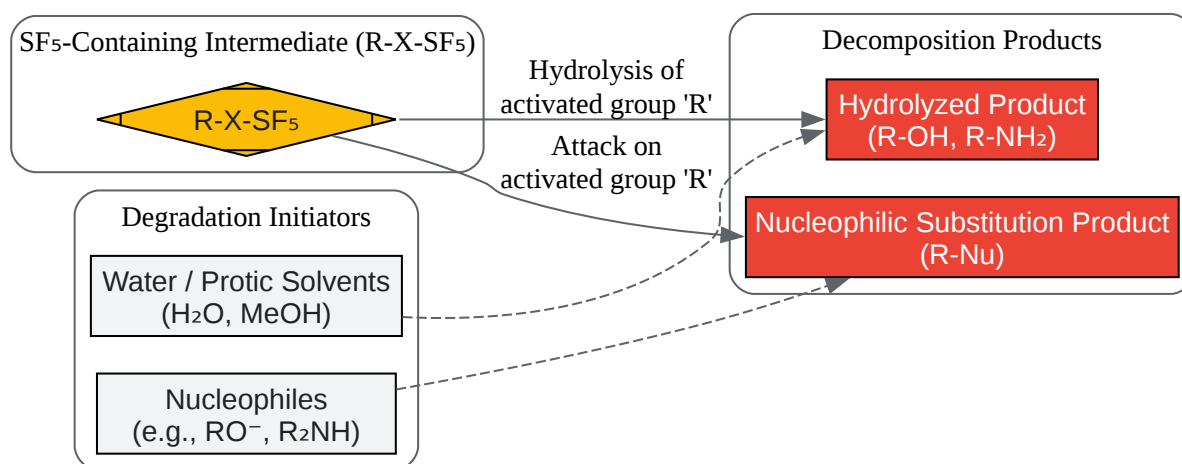 SF₅-Containing Intermediate (R-X-SF₅)
R-X-SF₅
Hydrolysis of
activated group 'R'
Attack on
activated group 'R'
Decomposition Products
Hydrolyzed Product
(R-OH, R-NH₂)
Nucleophilic Substitution Product
(R-Nu)
Degradation Initiators
Water / Protic Solvents
(H₂O, MeOH)
Nucleophiles
(e.g., RO⁻, R₂NH)